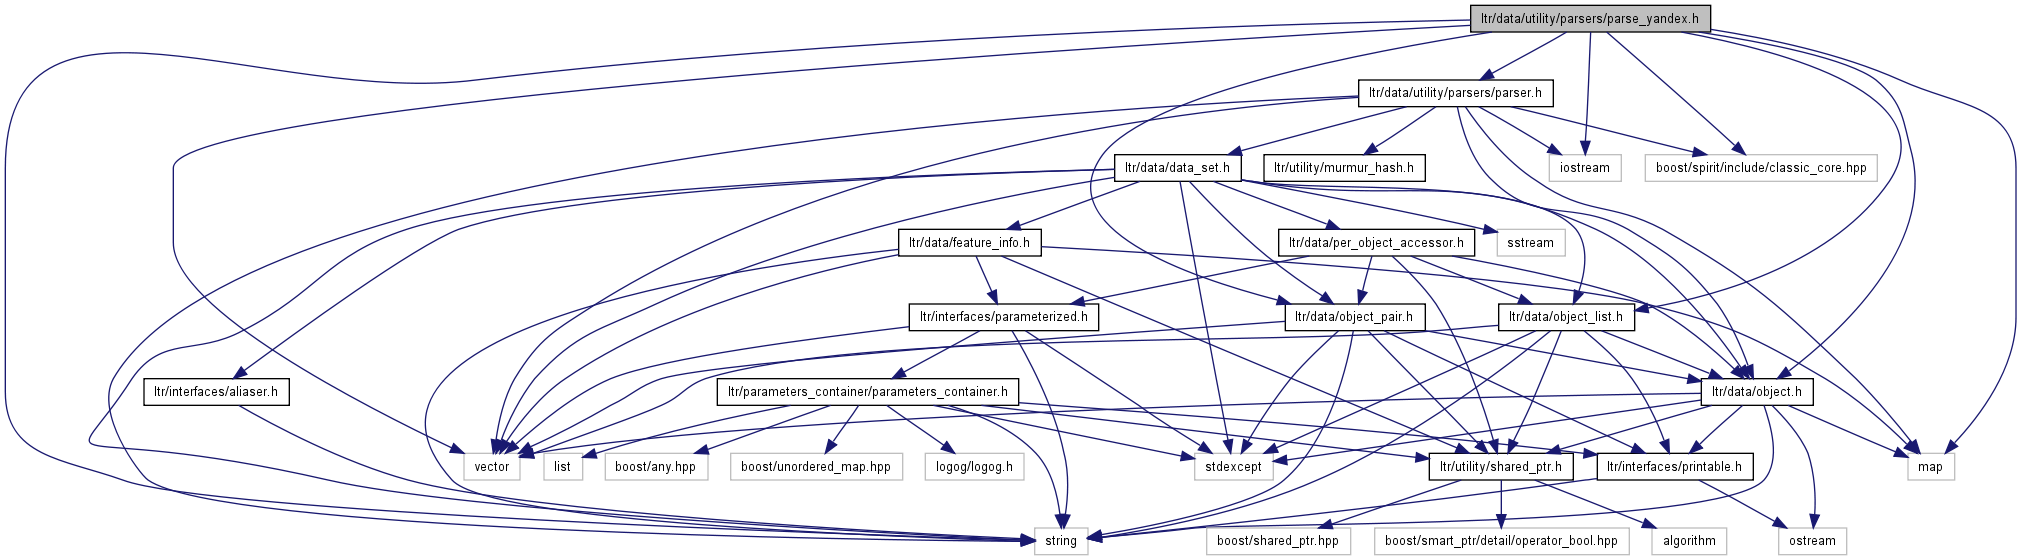 ltr/data/utility/parsers/parse_yandex.h
ltr/data/utility/parsers/parser.h
ltr/data/data_set.h
ltr/utility/murmur_hash.h
iostream
boost/spirit/include/classic_core.hpp
ltr/data/feature_info.h
ltr/data/per_object_accessor.h
sstream
ltr/interfaces/parameterized.h
ltr/data/object_pair.h
ltr/data/object_list.h
ltr/interfaces/aliaser.h
ltr/parameters_container/parameters_container.h
ltr/data/object.h
vector
list
boost/any.hpp
boost/unordered_map.hpp
logog/logog.h
stdexcept
ltr/utility/shared_ptr.h
ltr/interfaces/printable.h
map
string
boost/shared_ptr.hpp
boost/smart_ptr/detail/operator_bool.hpp
algorithm
ostream